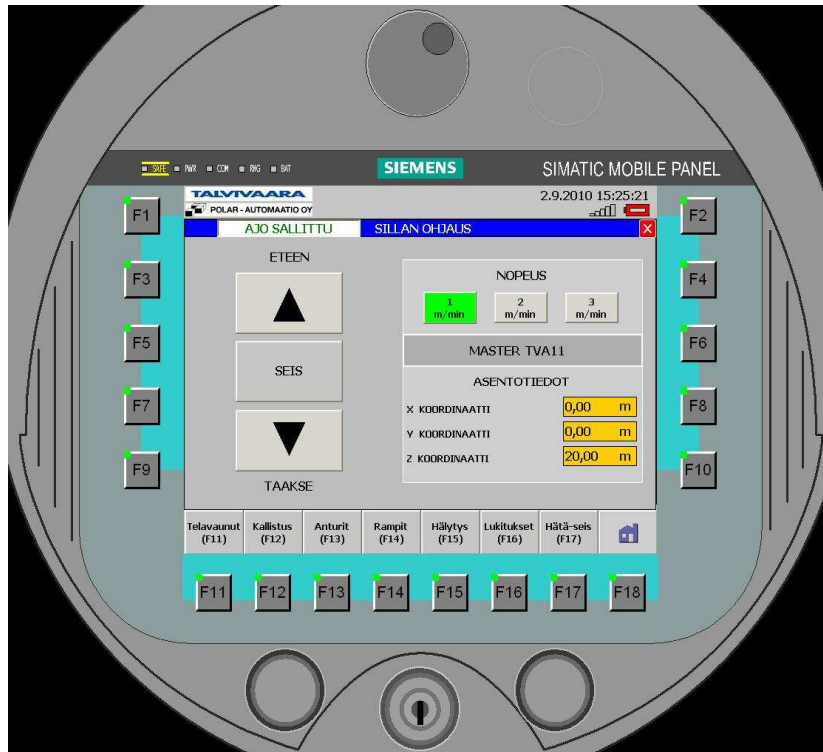 SAFE PWR COM RNG BAT SIEMENS SIMATIC MOBILE PANEL
TALVIVAARA 2.9.2010 15:25:21
POLAR - AUTOMAATIO OY
AJO SALLITTU SILLAN OHJAUS X
ETEEN
SEIS
TAAKSE
NOPEUS
1 m/min
2 m/min
3 m/min
MASTER TVA11
ASENTOTIEDOT
X KOORDINAATTI 0,00 m
Y KOORDINAATTI 0,00 m
Z KOORDINAATTI 20,00 m
Telavaunut (F11)
Kallistus (F12)
Anturit (F13)
Rampit (F14)
Hälytys (F15)
Lukitukset (F16)
Hätä-seis (F17)
F1
F3
F5
F7
F9
F2
F4
F6
F8
F10
F11 F12 F13 F14 F15 F16 F17 F18